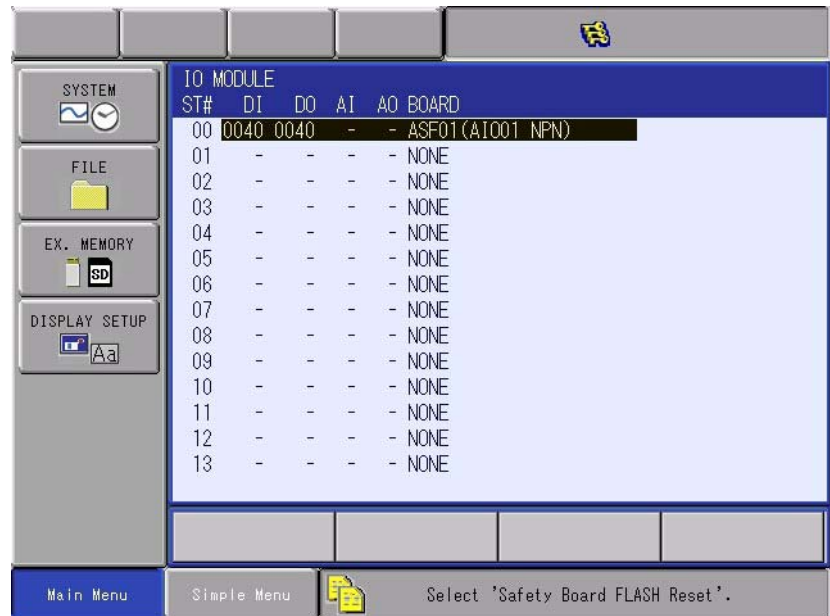 SYSTEM
FILE
EX. MEMORY
SD
DISPLAY SETUP
Aa
IO MODULE
ST# DI DO AI AO BOARD
00 0040 0040 - - ASF01(AIO01 NPN)
01 - - - - NONE
02 - - - - NONE
03 - - - - NONE
04 - - - - NONE
05 - - - - NONE
06 - - - - NONE
07 - - - - NONE
08 - - - - NONE
09 - - - - NONE
10 - - - - NONE
11 - - - - NONE
12 - - - - NONE
13 - - - - NONE
Main Menu
Simple Menu
Select 'Safety Board FLASH Reset'.